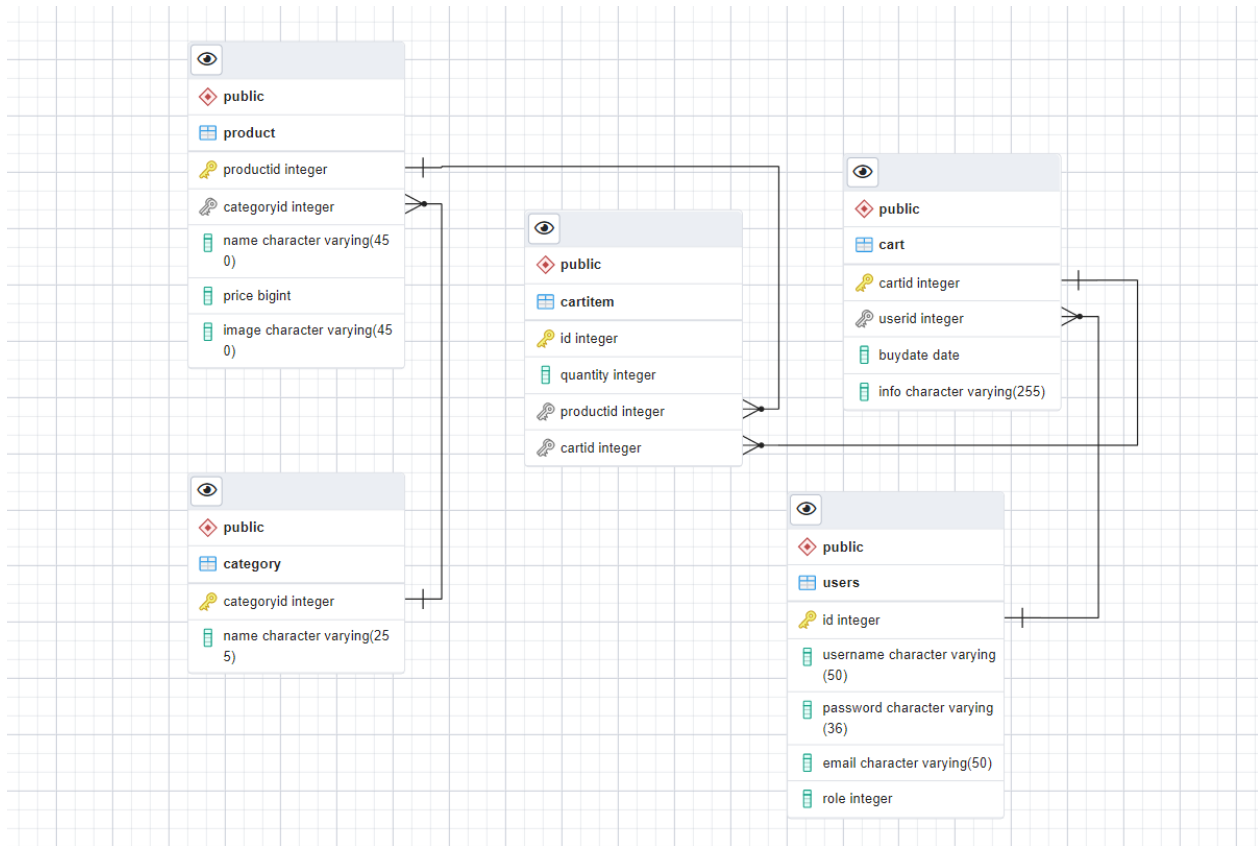 public
product
productid integer
categoryid integer
name character varying(45
0)
price bigint
image character varying(45
0)
public
category
categoryid integer
name character varying(25
5)
public
cartitem
id integer
quantity integer
productid integer
cartid integer
public
cart
cartid integer
userid integer
buydate date
info character varying(255)
public
users
id integer
username character varying
(50)
password character varying
(36)
email character varying(50)
role integer